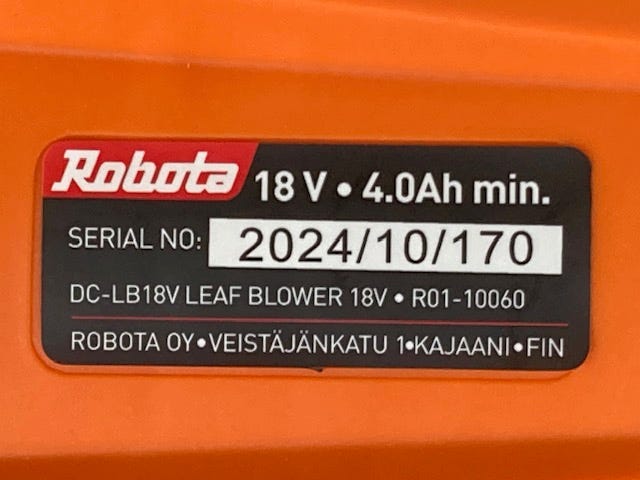 Robota 18 V • 4.0Ah min.
SERIAL NO: 2024/10/170
DC-LB18V LEAF BLOWER 18V • R01-10060
ROBOTA OY•VEISTÄJÄNKATU 1•KAJAANI•FIN